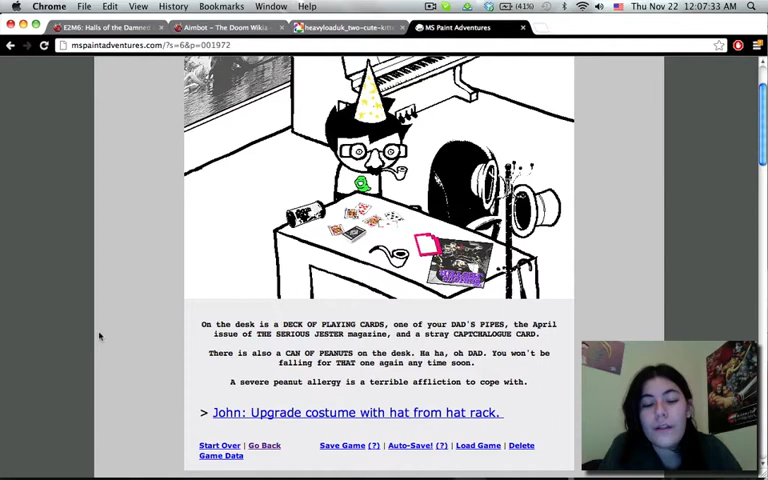 Chrome File Edit View History Bookmarks Window Help (41%) Thu Nov 22 12:07:33 AM
E2M6: Halls of the Damned Aimbot – The Doom Wikia heavyloaduk_two-cute-kitt MS Paint Adventures
mspaintadventures.com/?s=6&p=001972
On the desk is a DECK OF PLAYING CARDS, one of your DAD'S PIPES, the April
issue of THE SERIOUS JESTER magazine, and a stray CAPTCHALOGUE CARD.
There is also a CAN OF PEANUTS on the desk. Ha ha, oh DAD. You won't be
falling for THAT one again any time soon.
A severe peanut allergy is a terrible affliction to cope with.
> John: Upgrade costume with hat from hat rack.
Start Over | Go Back Save Game (?) | Auto-Save! (?) | Load Game | Delete
Game Data